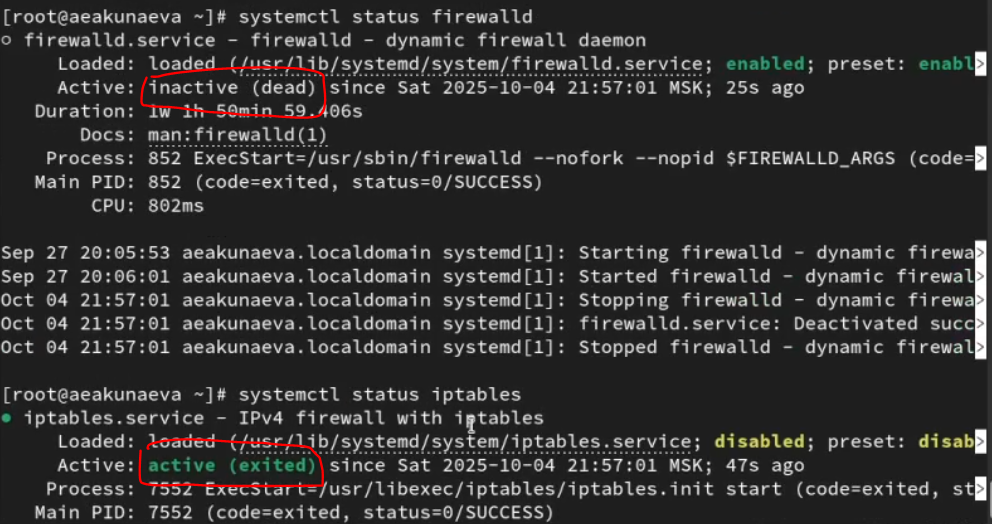 [root@aeakunaeva ~]# systemctl status firewalld
○ firewalld.service - firewalld - dynamic firewall daemon
Loaded: loaded (/usr/lib/systemd/system/firewalld.service; enabled; preset: enabl>
Active: inactive (dead) since Sat 2025-10-04 21:57:01 MSK; 25s ago
Duration: 1w 1h 50min 59.406s
Docs: man:firewalld(1)
Process: 852 ExecStart=/usr/sbin/firewalld --nofork --nopid $FIREWALLD_ARGS (code=>
Main PID: 852 (code=exited, status=0/SUCCESS)
CPU: 802ms
Sep 27 20:05:53 aeakunaeva.localdomain systemd[1]: Starting firewalld - dynamic firewa>
Sep 27 20:06:01 aeakunaeva.localdomain systemd[1]: Started firewalld - dynamic firewal>
Oct 04 21:57:01 aeakunaeva.localdomain systemd[1]: Stopping firewalld - dynamic firewa>
Oct 04 21:57:01 aeakunaeva.localdomain systemd[1]: firewalld.service: Deactivated succ>
Oct 04 21:57:01 aeakunaeva.localdomain systemd[1]: Stopped firewalld - dynamic firewal>
[root@aeakunaeva ~]# systemctl status iptables
● iptables.service - IPv4 firewall with iptables
Loaded: loaded (/usr/lib/systemd/system/iptables.service; disabled; preset: disab>
Active: active (exited) since Sat 2025-10-04 21:57:01 MSK; 47s ago
Process: 7552 ExecStart=/usr/libexec/iptables/iptables.init start (code=exited, st>
Main PID: 7552 (code=exited, status=0/SUCCESS)